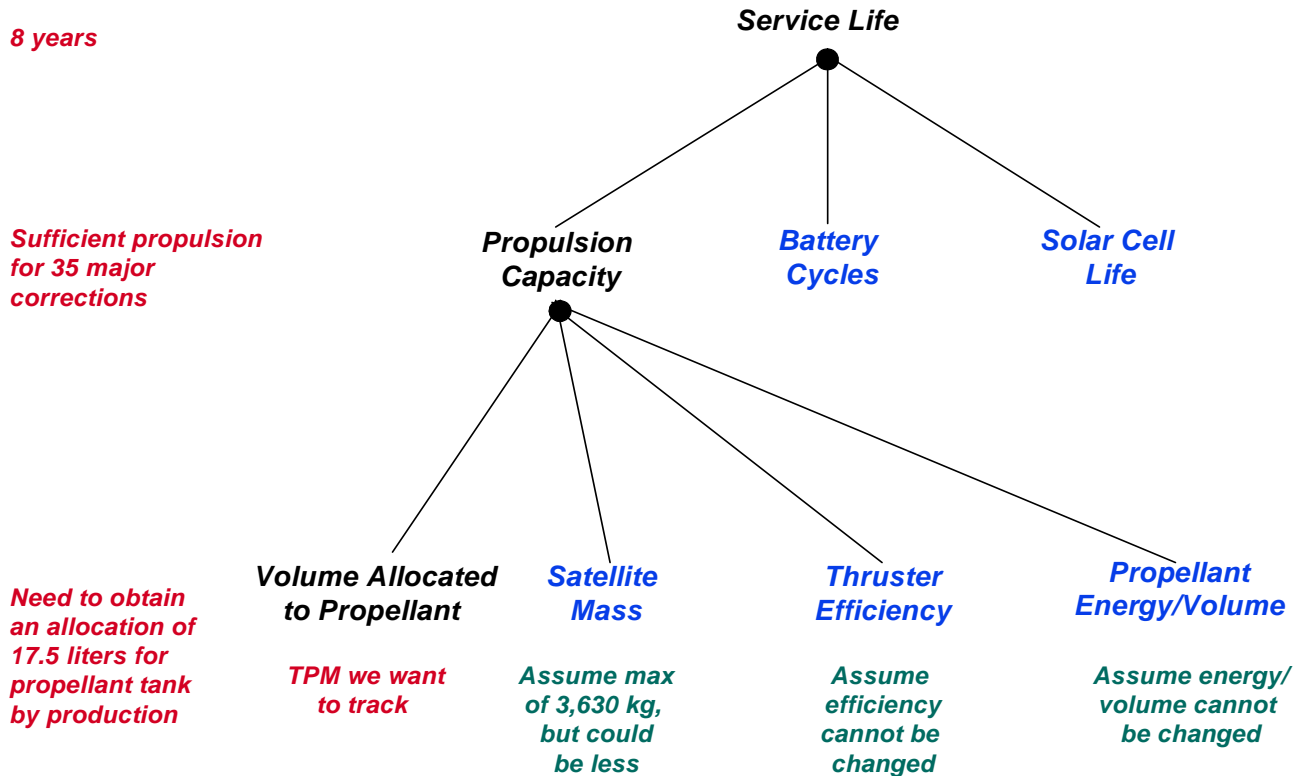 Service Life
8 years
Sufficient propulsion
for 35 major
corrections
Propulsion
Capacity
Battery
Cycles
Solar Cell
Life
Need to obtain
an allocation of
17.5 liters for
propellant tank
by production
Volume Allocated
to Propellant
TPM we want
to track
Satellite
Mass
Assume max
of 3,630 kg,
but could
be less
Thruster
Efficiency
Assume
efficiency
cannot be
changed
Propellant
Energy/Volume
Assume energy/
volume cannot
be changed